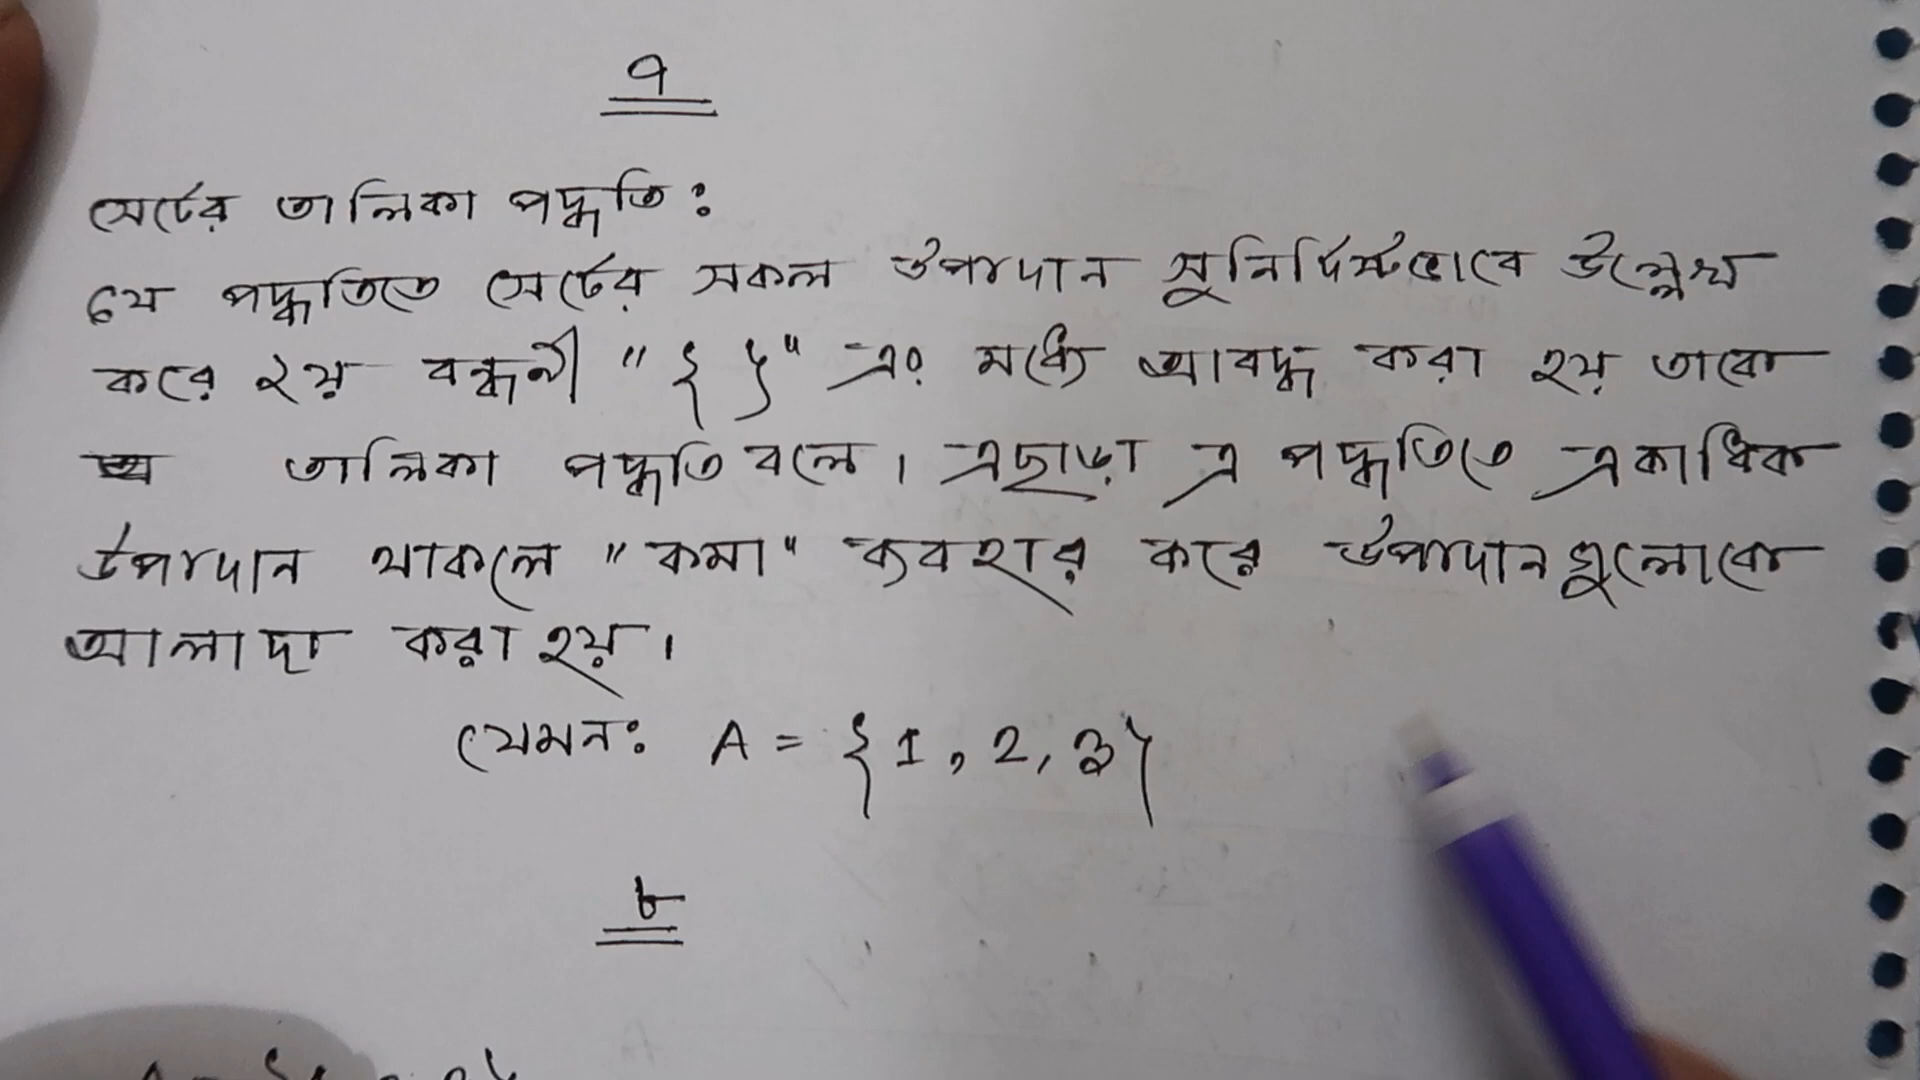 ৭
সেটের তালিকা পদ্ধতি :
যে পদ্ধতিতে সেটের সকল উপাদান সুনির্দিষ্টভাবে উল্লেখ
করে ২য় বন্ধনী "{ }" এর মধ্যে আবদ্ধ করা হয় তাকে
তালিকা পদ্ধতি বলে। এছাড়া এ পদ্ধতিতে একাধিক
উপাদান থাকলে "কমা" ব্যবহার করে উপাদানগুলোকে
আলাদা করা হয়।
যেমন: A = {1, 2, 3}
৮